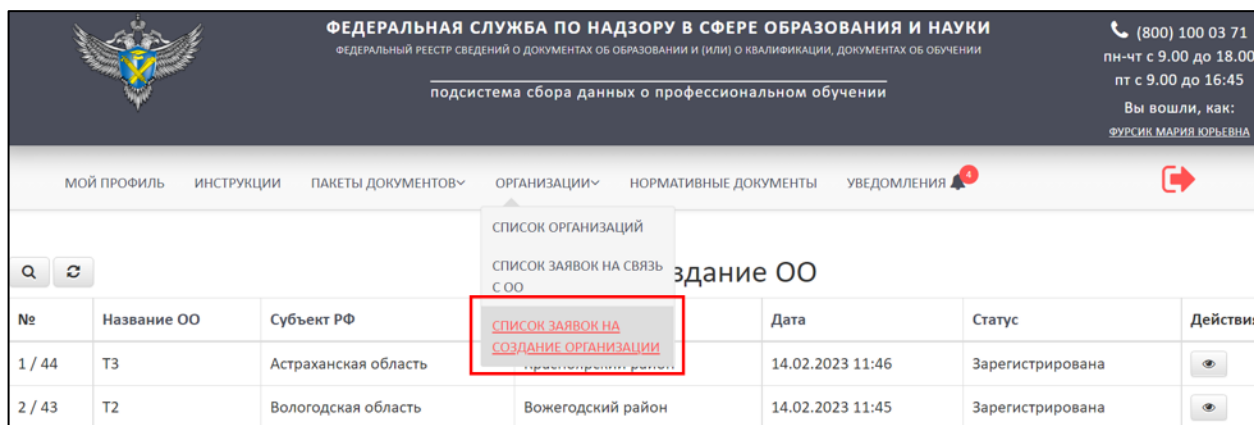 ФЕДЕРАЛЬНАЯ СЛУЖБА ПО НАДЗОРУ В СФЕРЕ ОБРАЗОВАНИЯ И НАУКИ
ФЕДЕРАЛЬНЫЙ РЕЕСТР СВЕДЕНИЙ О ДОКУМЕНТАХ ОБ ОБРАЗОВАНИИ И (ИЛИ) О КВАЛИФИКАЦИИ, ДОКУМЕНТАХ ОБ ОБУЧЕНИИ
подсистема сбора данных о профессиональном обучении
(800) 100 03 71
пн-чт с 9.00 до 18.00
пт с 9.00 до 16:45
Вы вошли, как:
ФУРСИК МАРИЯ ЮРЬЕВНА
МОЙ ПРОФИЛЬ ИНСТРУКЦИИ ПАКЕТЫ ДОКУМЕНТОВ ОРГАНИЗАЦИИ НОРМАТИВНЫЕ ДОКУМЕНТЫ УВЕДОМЛЕНИЯ 4
СПИСОК ОРГАНИЗАЦИЙ
СПИСОК ЗАЯВОК НА СВЯЗЬ
С ОО
СПИСОК ЗАЯВОК НА
СОЗДАНИЕ ОРГАНИЗАЦИИ
здание ОО
№ Название ОО Субъект РФ Дата Статус Действия
1 / 44 Т3 Астраханская область Красноярский район 14.02.2023 11:46 Зарегистрирована
2 / 43 Т2 Вологодская область Вожегодский район 14.02.2023 11:45 Зарегистрирована